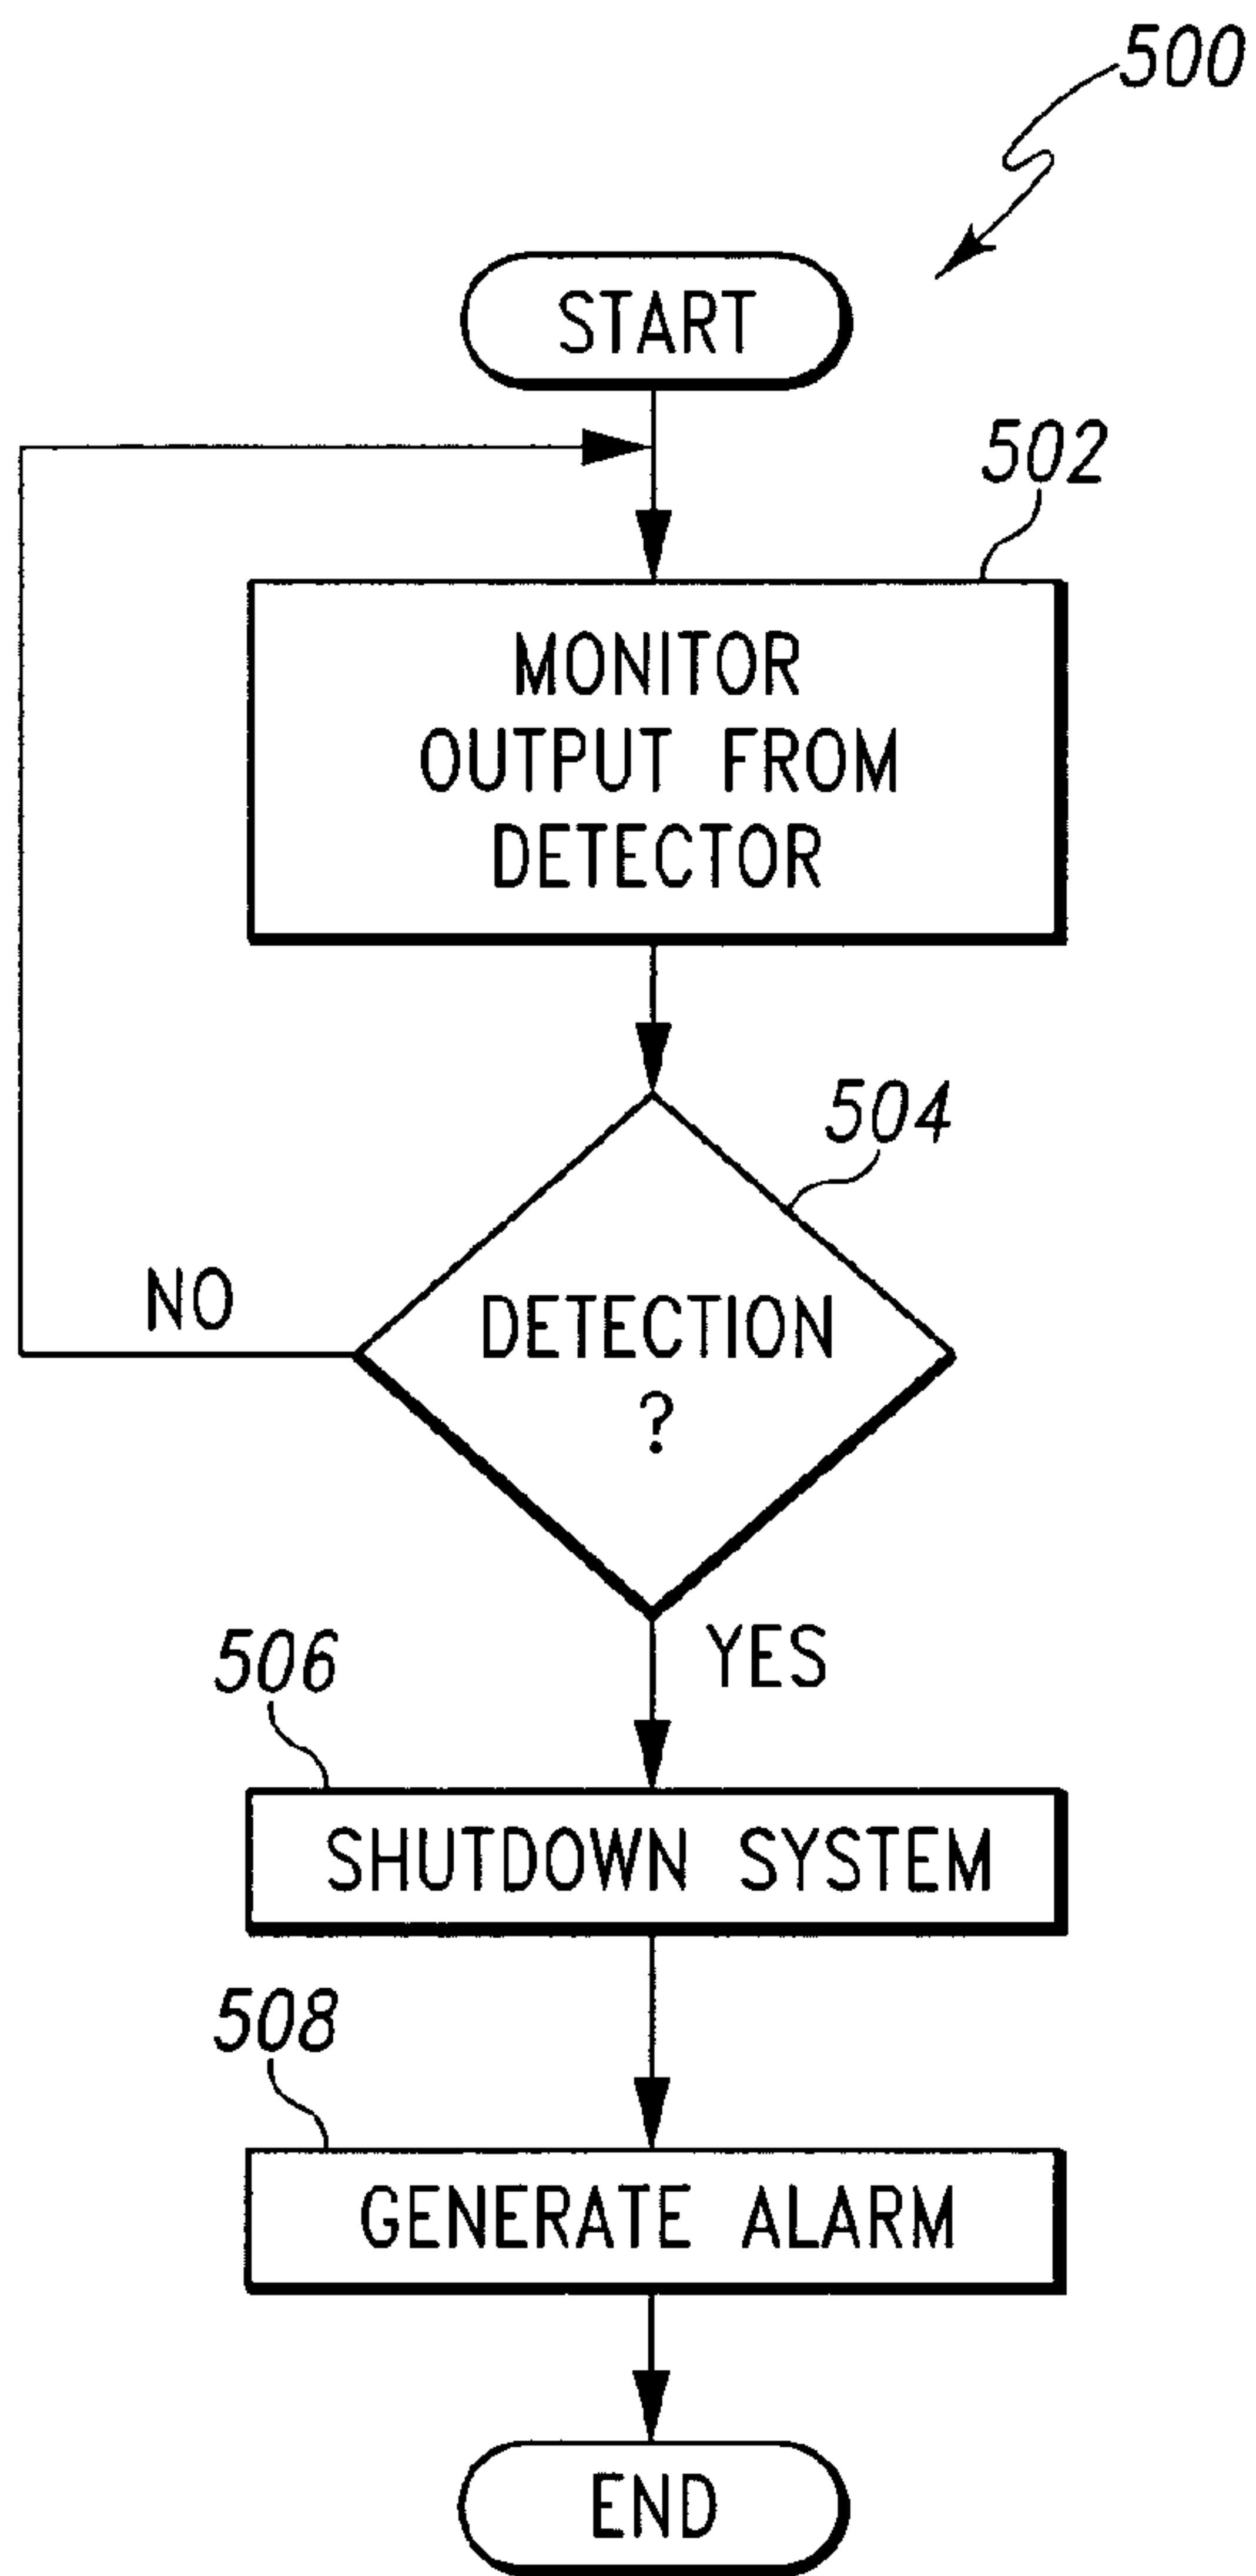 500
START
502
MONITOR
OUTPUT FROM
DETECTOR
504
NO
DETECTION
?
YES
506
SHUTDOWN SYSTEM
508
GENERATE ALARM
END